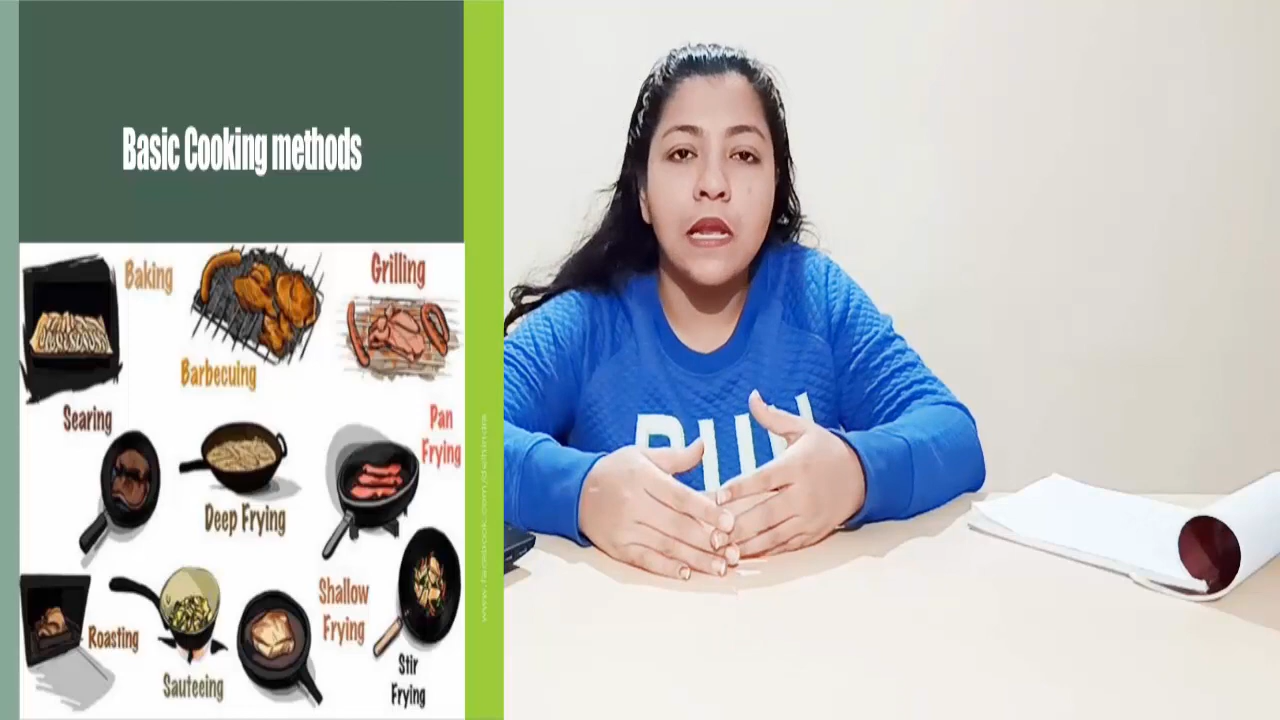 Basic Cooking methods
Baking
Barbecuing
Grilling
Searing
Deep Frying
Pan
Frying
Roasting
Sauteeing
Shallow
Frying
Stir
Frying